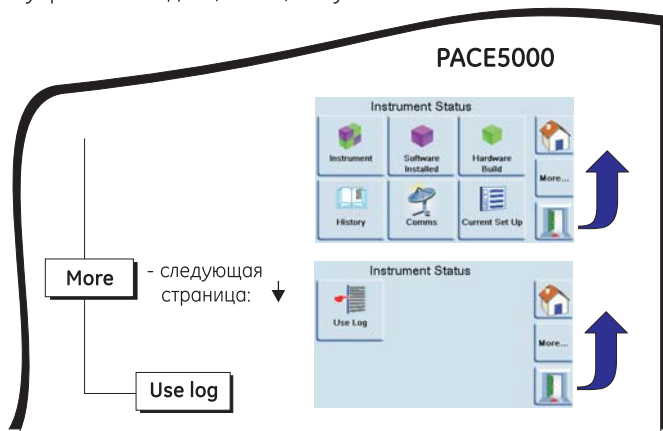 PACE5000
Instrument Status
Instrument
Software Installed
Hardware Build
More...
History
Comms
Current Set Up
More
- следующая
страница:
Instrument Status
Use Log
More...
Use log